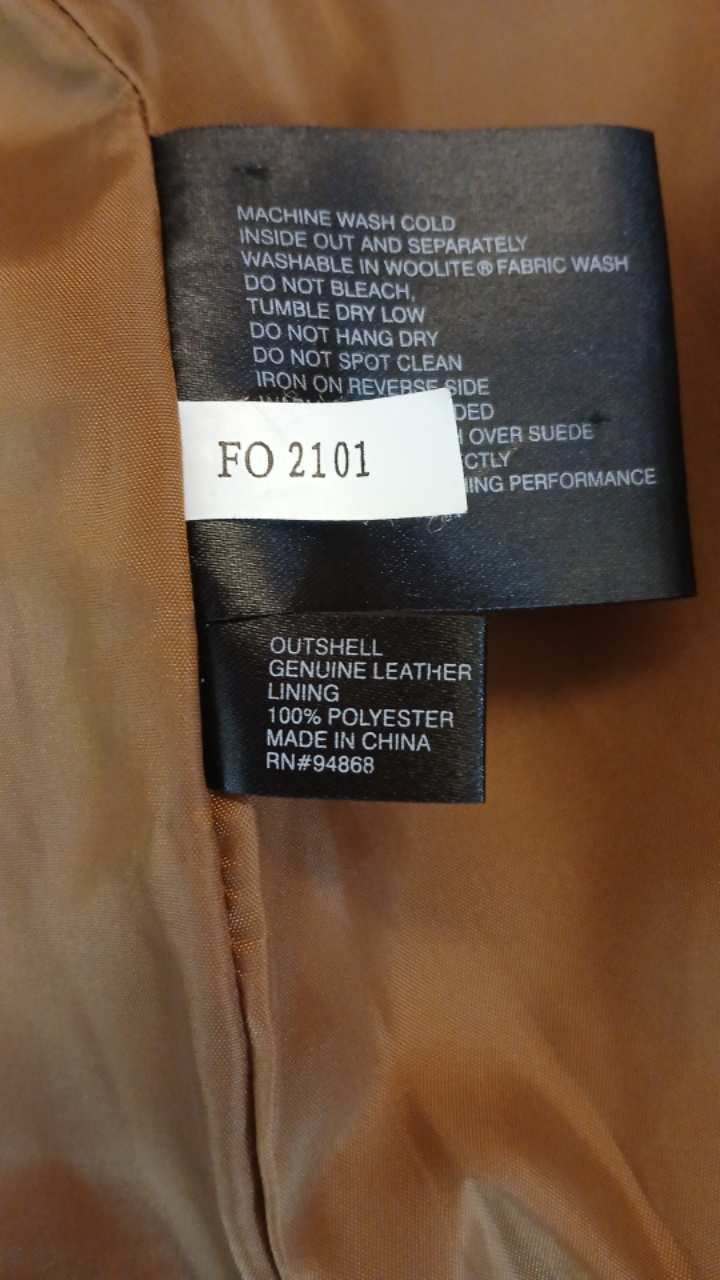 MACHINE WASH COLD
INSIDE OUT AND SEPARATELY
WASHABLE IN WOOLITE® FABRIC WASH
DO NOT BLEACH,
TUMBLE DRY LOW
DO NOT HANG DRY
DO NOT SPOT CLEAN
IRON ON REVERSE SIDE
OVER SUEDE
PERFORMANCE
FO 2101
OUTSHELL
GENUINE LEATHER
LINING
100% POLYESTER
MADE IN CHINA
RN#94868